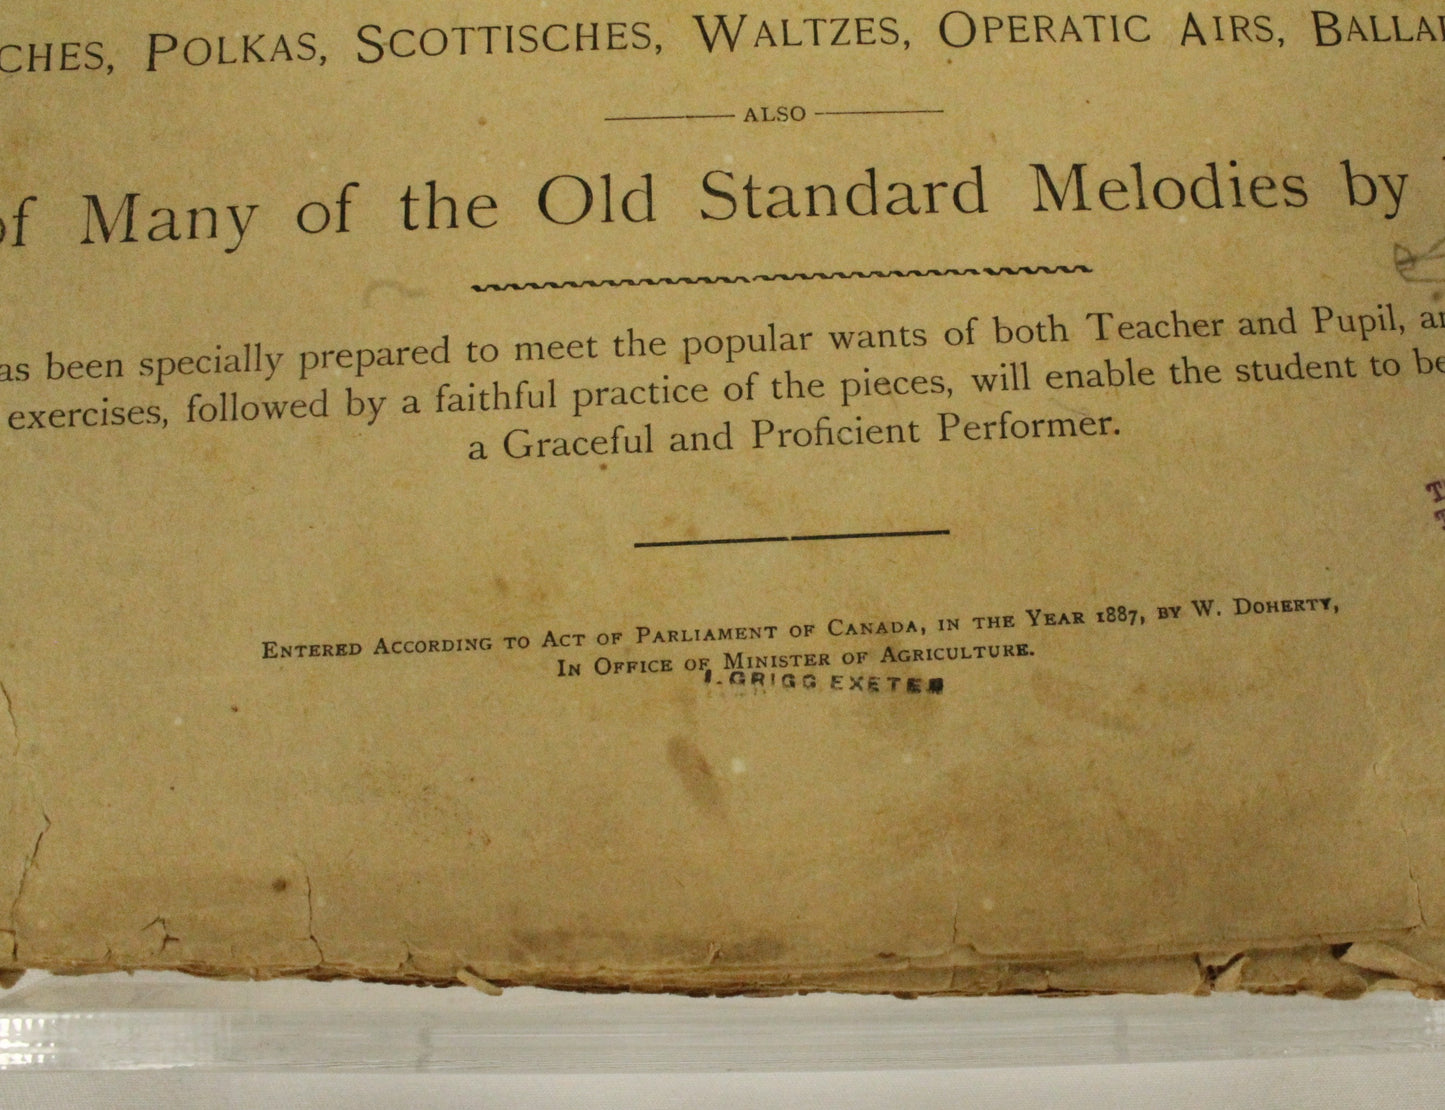 CHES, POLKAS, SCOTTISCHES, WALTZES, OPERATIC AIRS, BALLA
ALSO
of Many of the Old Standard Melodies by
as been specially prepared to meet the popular wants of both Teacher and Pupil, a
exercises, followed by a faithful practice of the pieces, will enable the student to be
a Graceful and Proficient Performer.
ENTERED ACCORDING TO ACT OF PARLIAMENT OF CANADA, IN THE YEAR 1887, BY W. DOHERTY,
IN OFFICE OF MINISTER OF AGRICULTURE.
I. GRIGG EXETER